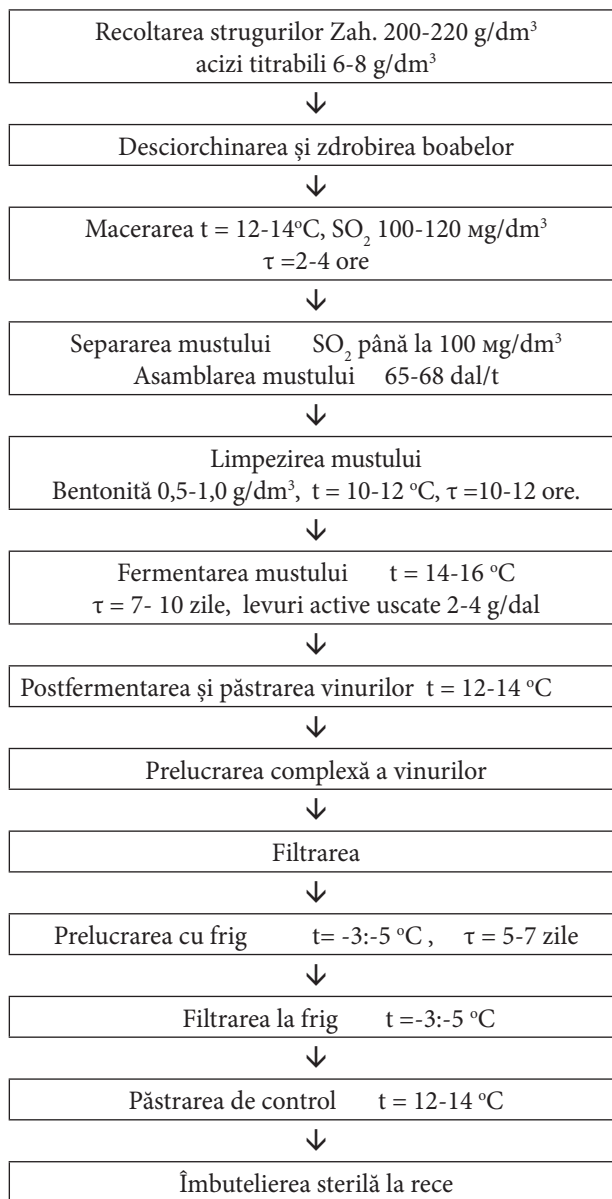 Recoltarea strugurilor Zah. 200-220 g/dm³
acizi titrabili 6-8 g/dm³
↓
Desciorchinarea și zdrobirea boabelor
↓
Macerarea t = 12-14ºC, SO₂ 100-120 мg/dm³
τ =2-4 ore
↓
Separarea mustului SO₂ până la 100 мg/dm³
Asamblarea mustului 65-68 dal/t
↓
Limpezirea mustului
Bentonită 0,5-1,0 g/dm³, t = 10-12 ºC, τ =10-12 ore.
↓
Fermentarea mustului t = 14-16 ºC
τ = 7- 10 zile, levuri active uscate 2-4 g/dal
↓
Postfermentarea și păstrarea vinurilor t = 12-14 ºC
↓
Prelucrarea complexă a vinurilor
↓
Filtrarea
↓
Prelucrarea cu frig t= -3:-5 ºC , τ = 5-7 zile
↓
Filtrarea la frig t =-3:-5 ºC
↓
Păstrarea de control t = 12-14 ºC
↓
Îmbutelierea sterilă la rece